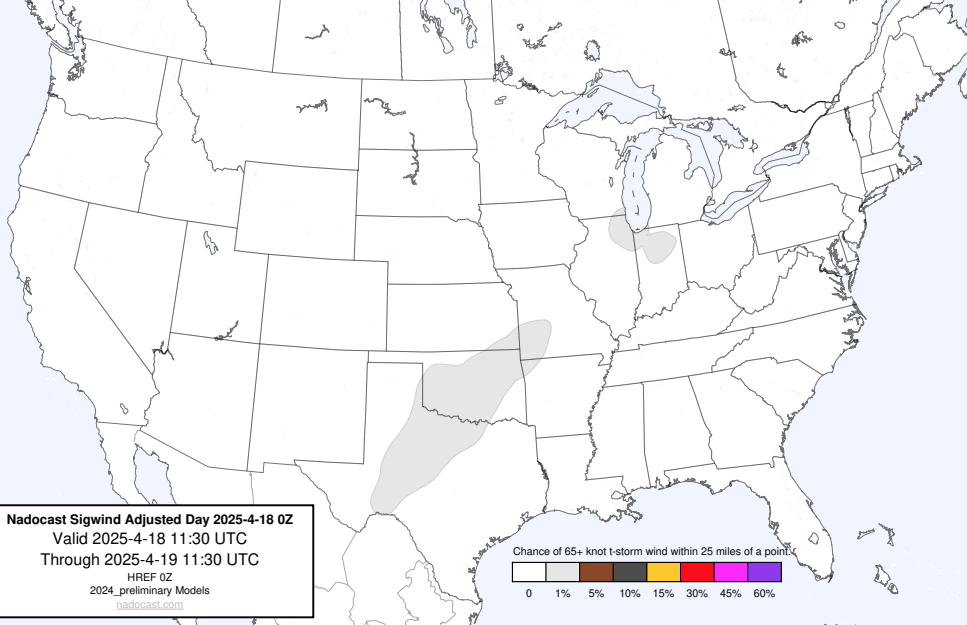 Nadocast Sigwind Adjusted Day 2025-4-18 0Z
Valid 2025-4-18 11:30 UTC
Through 2025-4-19 11:30 UTC
HREF 0Z
2024_preliminary Models
nadocast.com
Chance of 65+ knot t-storm wind within 25 miles of a point.
0 1% 5% 10% 15% 30% 45% 60%